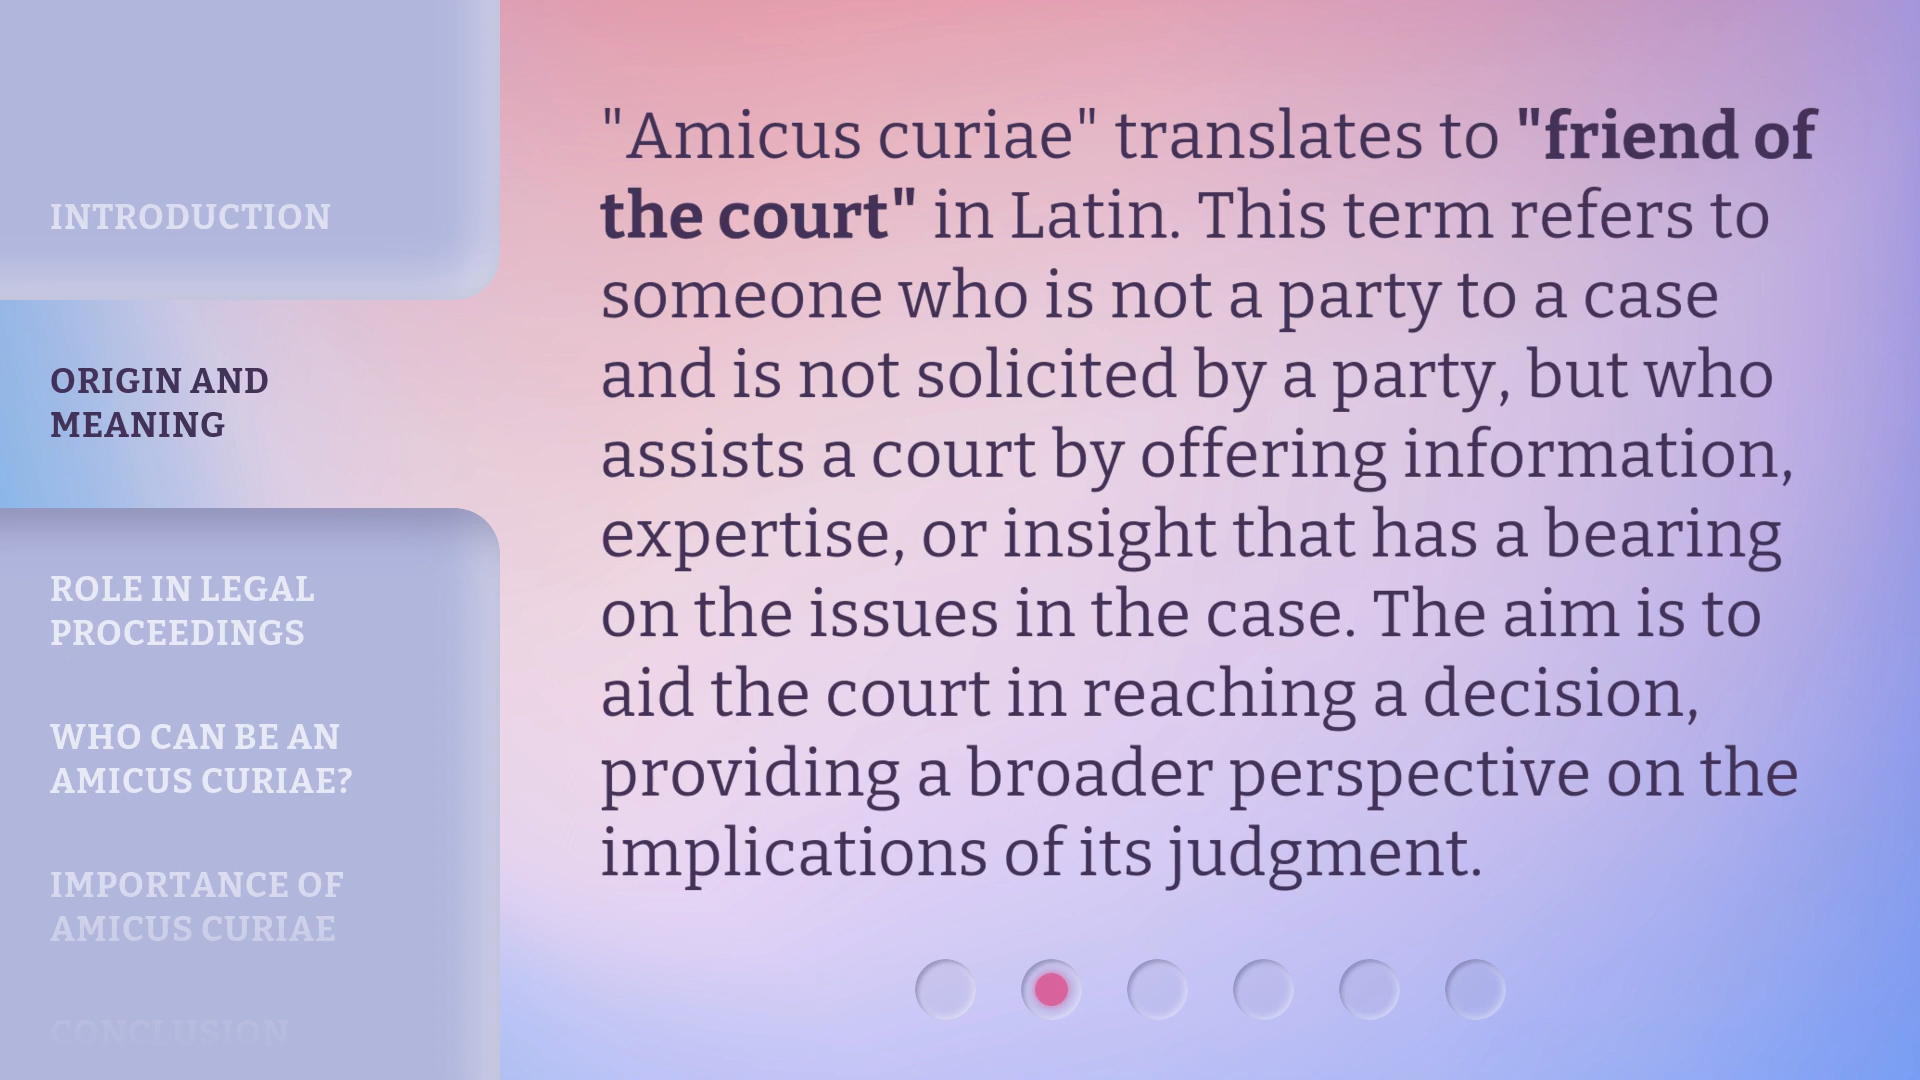 INTRODUCTION
ORIGIN AND
MEANING
ROLE IN LEGAL
PROCEEDINGS
WHO CAN BE AN
AMICUS CURIAE?
IMPORTANCE OF
AMICUS CURIAE
CONCLUSION
"Amicus curiae" translates to "friend of
the court" in Latin. This term refers to
someone who is not a party to a case
and is not solicited by a party, but who
assists a court by offering information,
expertise, or insight that has a bearing
on the issues in the case. The aim is to
aid the court in reaching a decision,
providing a broader perspective on the
implications of its judgment.